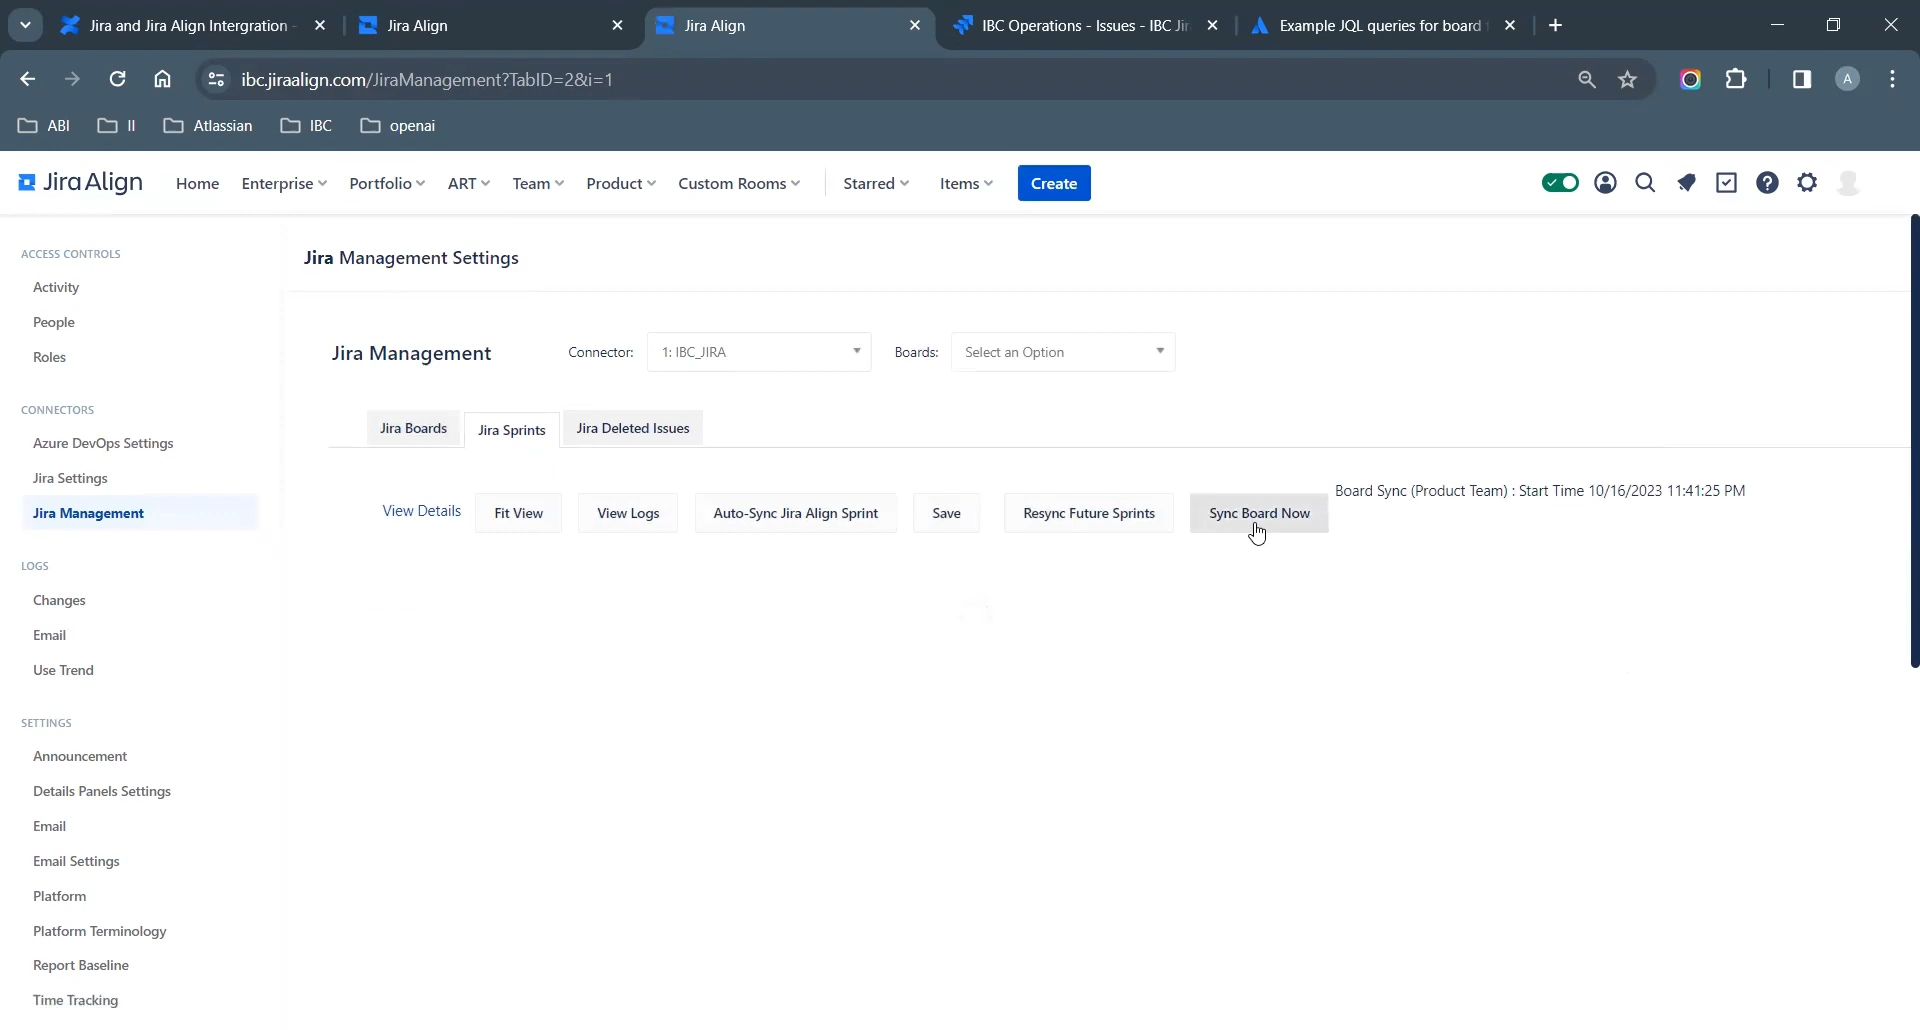 Jira and Jira Align Intergration -
Jira Align
Jira Align
IBC Operations - Issues - IBC Jir
Example JQL queries for board f
ibc.jiraalign.com/JiraManagement?TabID=2&i=1
A
ABI
II
Atlassian
IBC
openai
Jira Align
Home
Enterprise
Portfolio
ART
Team
Product
Custom Rooms
Starred
Items
Create
ACCESS CONTROLS
Activity
People
Roles
CONNECTORS
Azure DevOps Settings
Jira Settings
Jira Management
LOGS
Changes
Email
Use Trend
SETTINGS
Announcement
Details Panels Settings
Email
Email Settings
Platform
Platform Terminology
Report Baseline
Time Tracking
Jira Management Settings
Jira Management
Connector:
1: IBC_JIRA
Boards:
Select an Option
Jira Boards
Jira Sprints
Jira Deleted Issues
View Details
Fit View
View Logs
Auto-Sync Jira Align Sprint
Save
Resync Future Sprints
Sync Board Now
Board Sync (Product Team) : Start Time 10/16/2023 11:41:25 PM